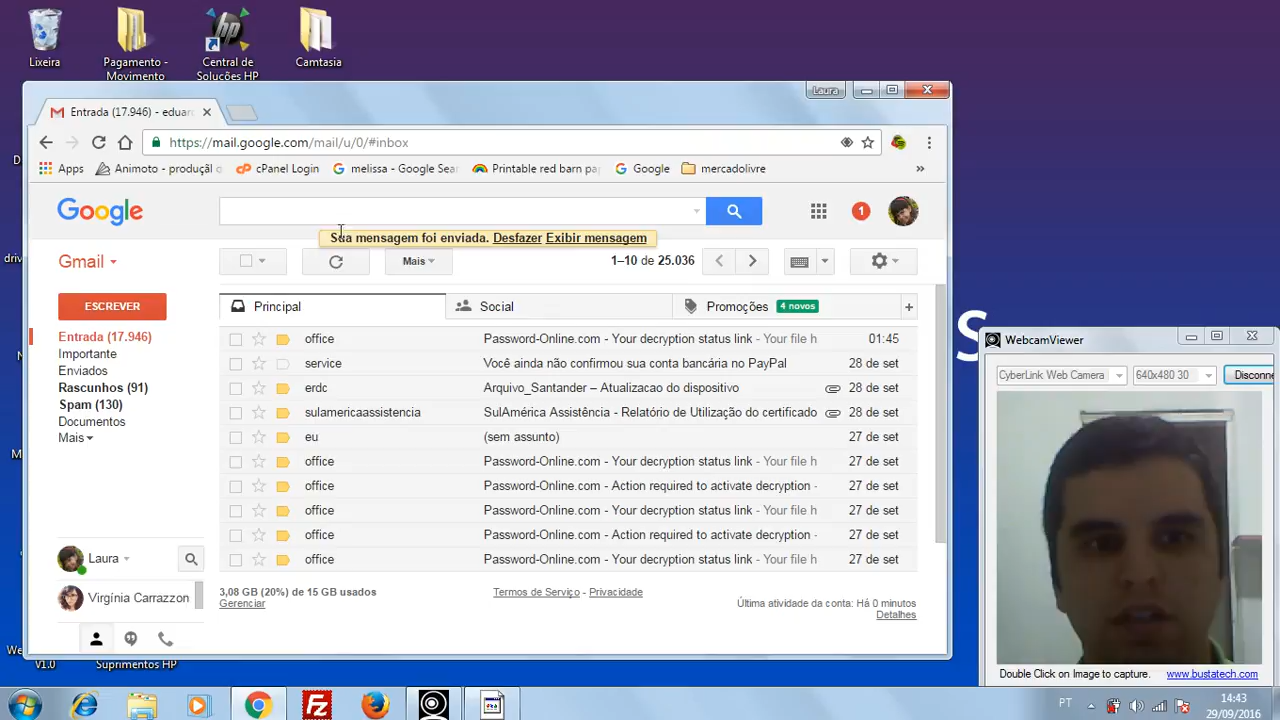 Lixeira
Pagamento -
Movimento
Central de
Soluções HP
Camtasia
Laura
Entrada (17.946) - eduar
https://mail.google.com/mail/u/0/#inbox
Apps
Animoto - produçãl o
cPanel Login
melissa - Google Sear
Printable red barn pap
Google
mercadolivre
»
Google
1
Sua mensagem foi enviada. Desfazer Exibir mensagem
Gmail
Mais
1–10 de 25.036
ESCREVER
Principal
Social
Promoções
4 novos
+
Entrada (17.946)
Importante
Enviados
Rascunhos (91)
Spam (130)
Documentos
Mais
office Password-Online.com - Your decryption status link - Your file h 01:45
service Você ainda não confirmou sua conta bancária no PayPal 28 de set
erdc Arquivo_Santander – Atualizacao do dispositivo 28 de set
sulamericaassistencia SulAmérica Assistência - Relatório de Utilização do certificado 28 de set
eu (sem assunto) 27 de set
office Password-Online.com - Your decryption status link - Your file h 27 de set
office Password-Online.com - Action required to activate decryption - 27 de set
office Password-Online.com - Your decryption status link - Your file h 27 de set
office Password-Online.com - Action required to activate decryption - 27 de set
office Password-Online.com - Your decryption status link - Your file h 27 de set
Laura
Virgínia Carrazzon
3,08 GB (20%) de 15 GB usados
Gerenciar
Termos de Serviço - Privacidade
Última atividade da conta: Há 0 minutos
Detalhes
V1.0
Suprimentos HP
WebcamViewer
CyberLink Web Camera
640x480 30
Disconne
Double Click on Image to capture.
www.bustatech.com
PT
14:43
29/09/2016